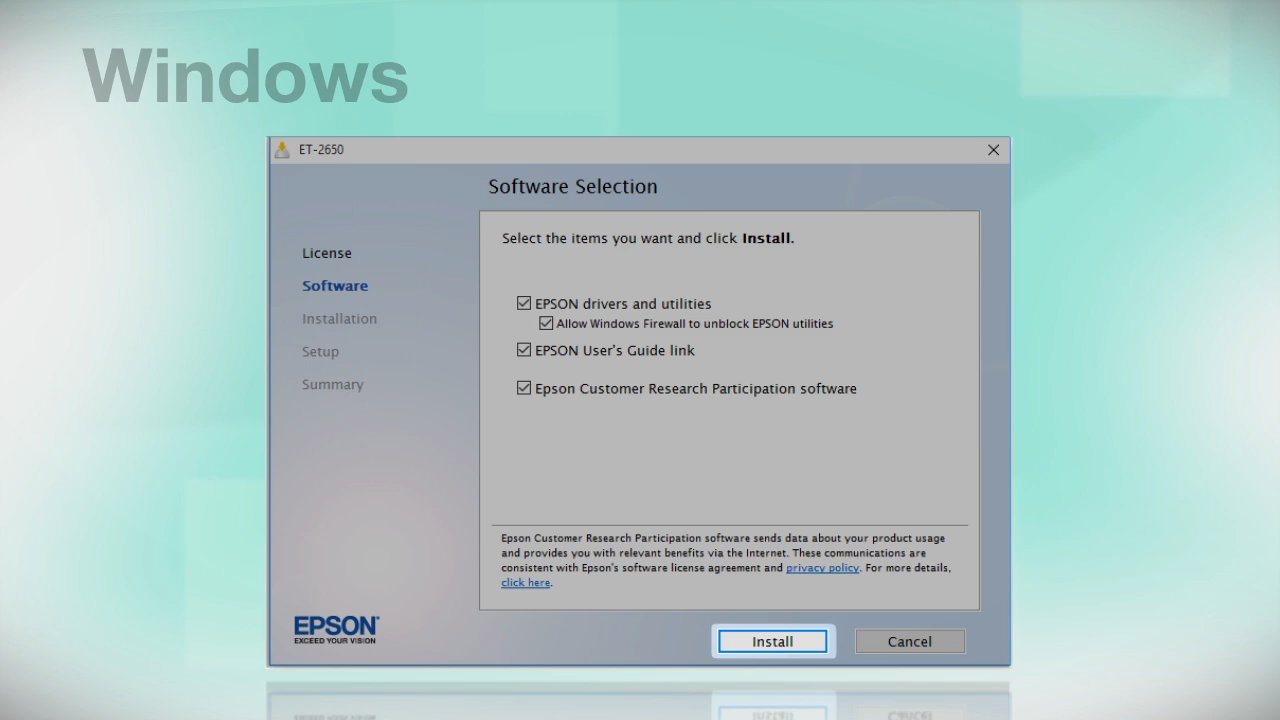 Windows
ET-2650
Software Selection
Select the items you want and click Install.
License
Software
Installation
Setup
Summary
EPSON drivers and utilities
Allow Windows Firewall to unblock EPSON utilities
EPSON User's Guide link
Epson Customer Research Participation software
Epson Customer Research Participation software sends data about your product usage
and provides you with relevant benefits via the Internet. These communications are
consistent with Epson's software license agreement and privacy policy. For more details,
click here.
EPSON
EXCEED YOUR VISION
Install
Cancel